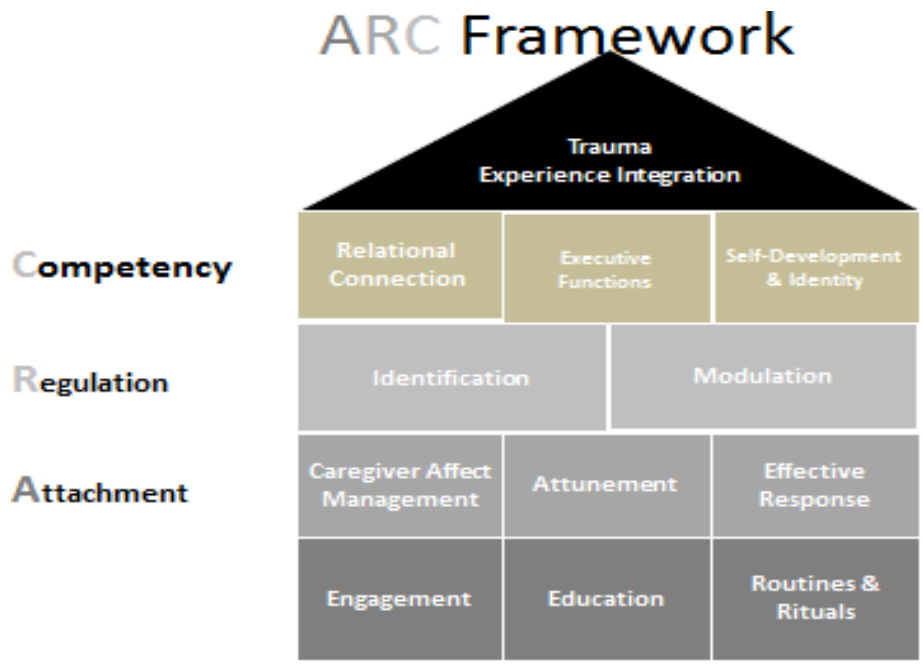 ARC Framework
Trauma
Experience Integration
Competency
Relational
Connection
Executive
Functions
Self-Development
& Identity
Regulation
Identification
Modulation
Attachment
Caregiver Affect
Management
Attunement
Effective
Response
Engagement
Education
Routines &
Rituals